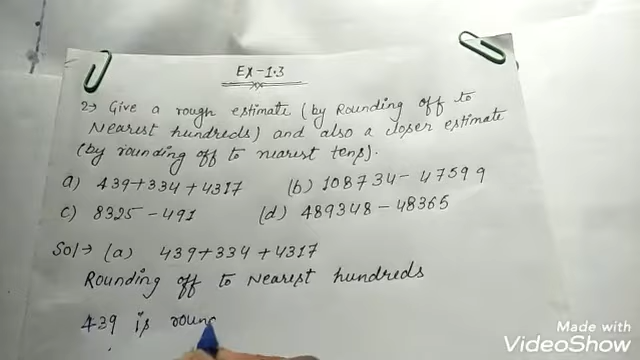 Ex-1.3
2→ Give a rough estimate (by Rounding off to
Nearest hundreds) and also a closer estimate
(by rounding off to nearest tens).
a) 439+334+4317 (b) 108734-47599
c) 8325-491 (d) 489348-48365
Sol→ (a) 439+334+4317
Rounding off to Nearest hundreds
439 is roun
Made with
VideoShow